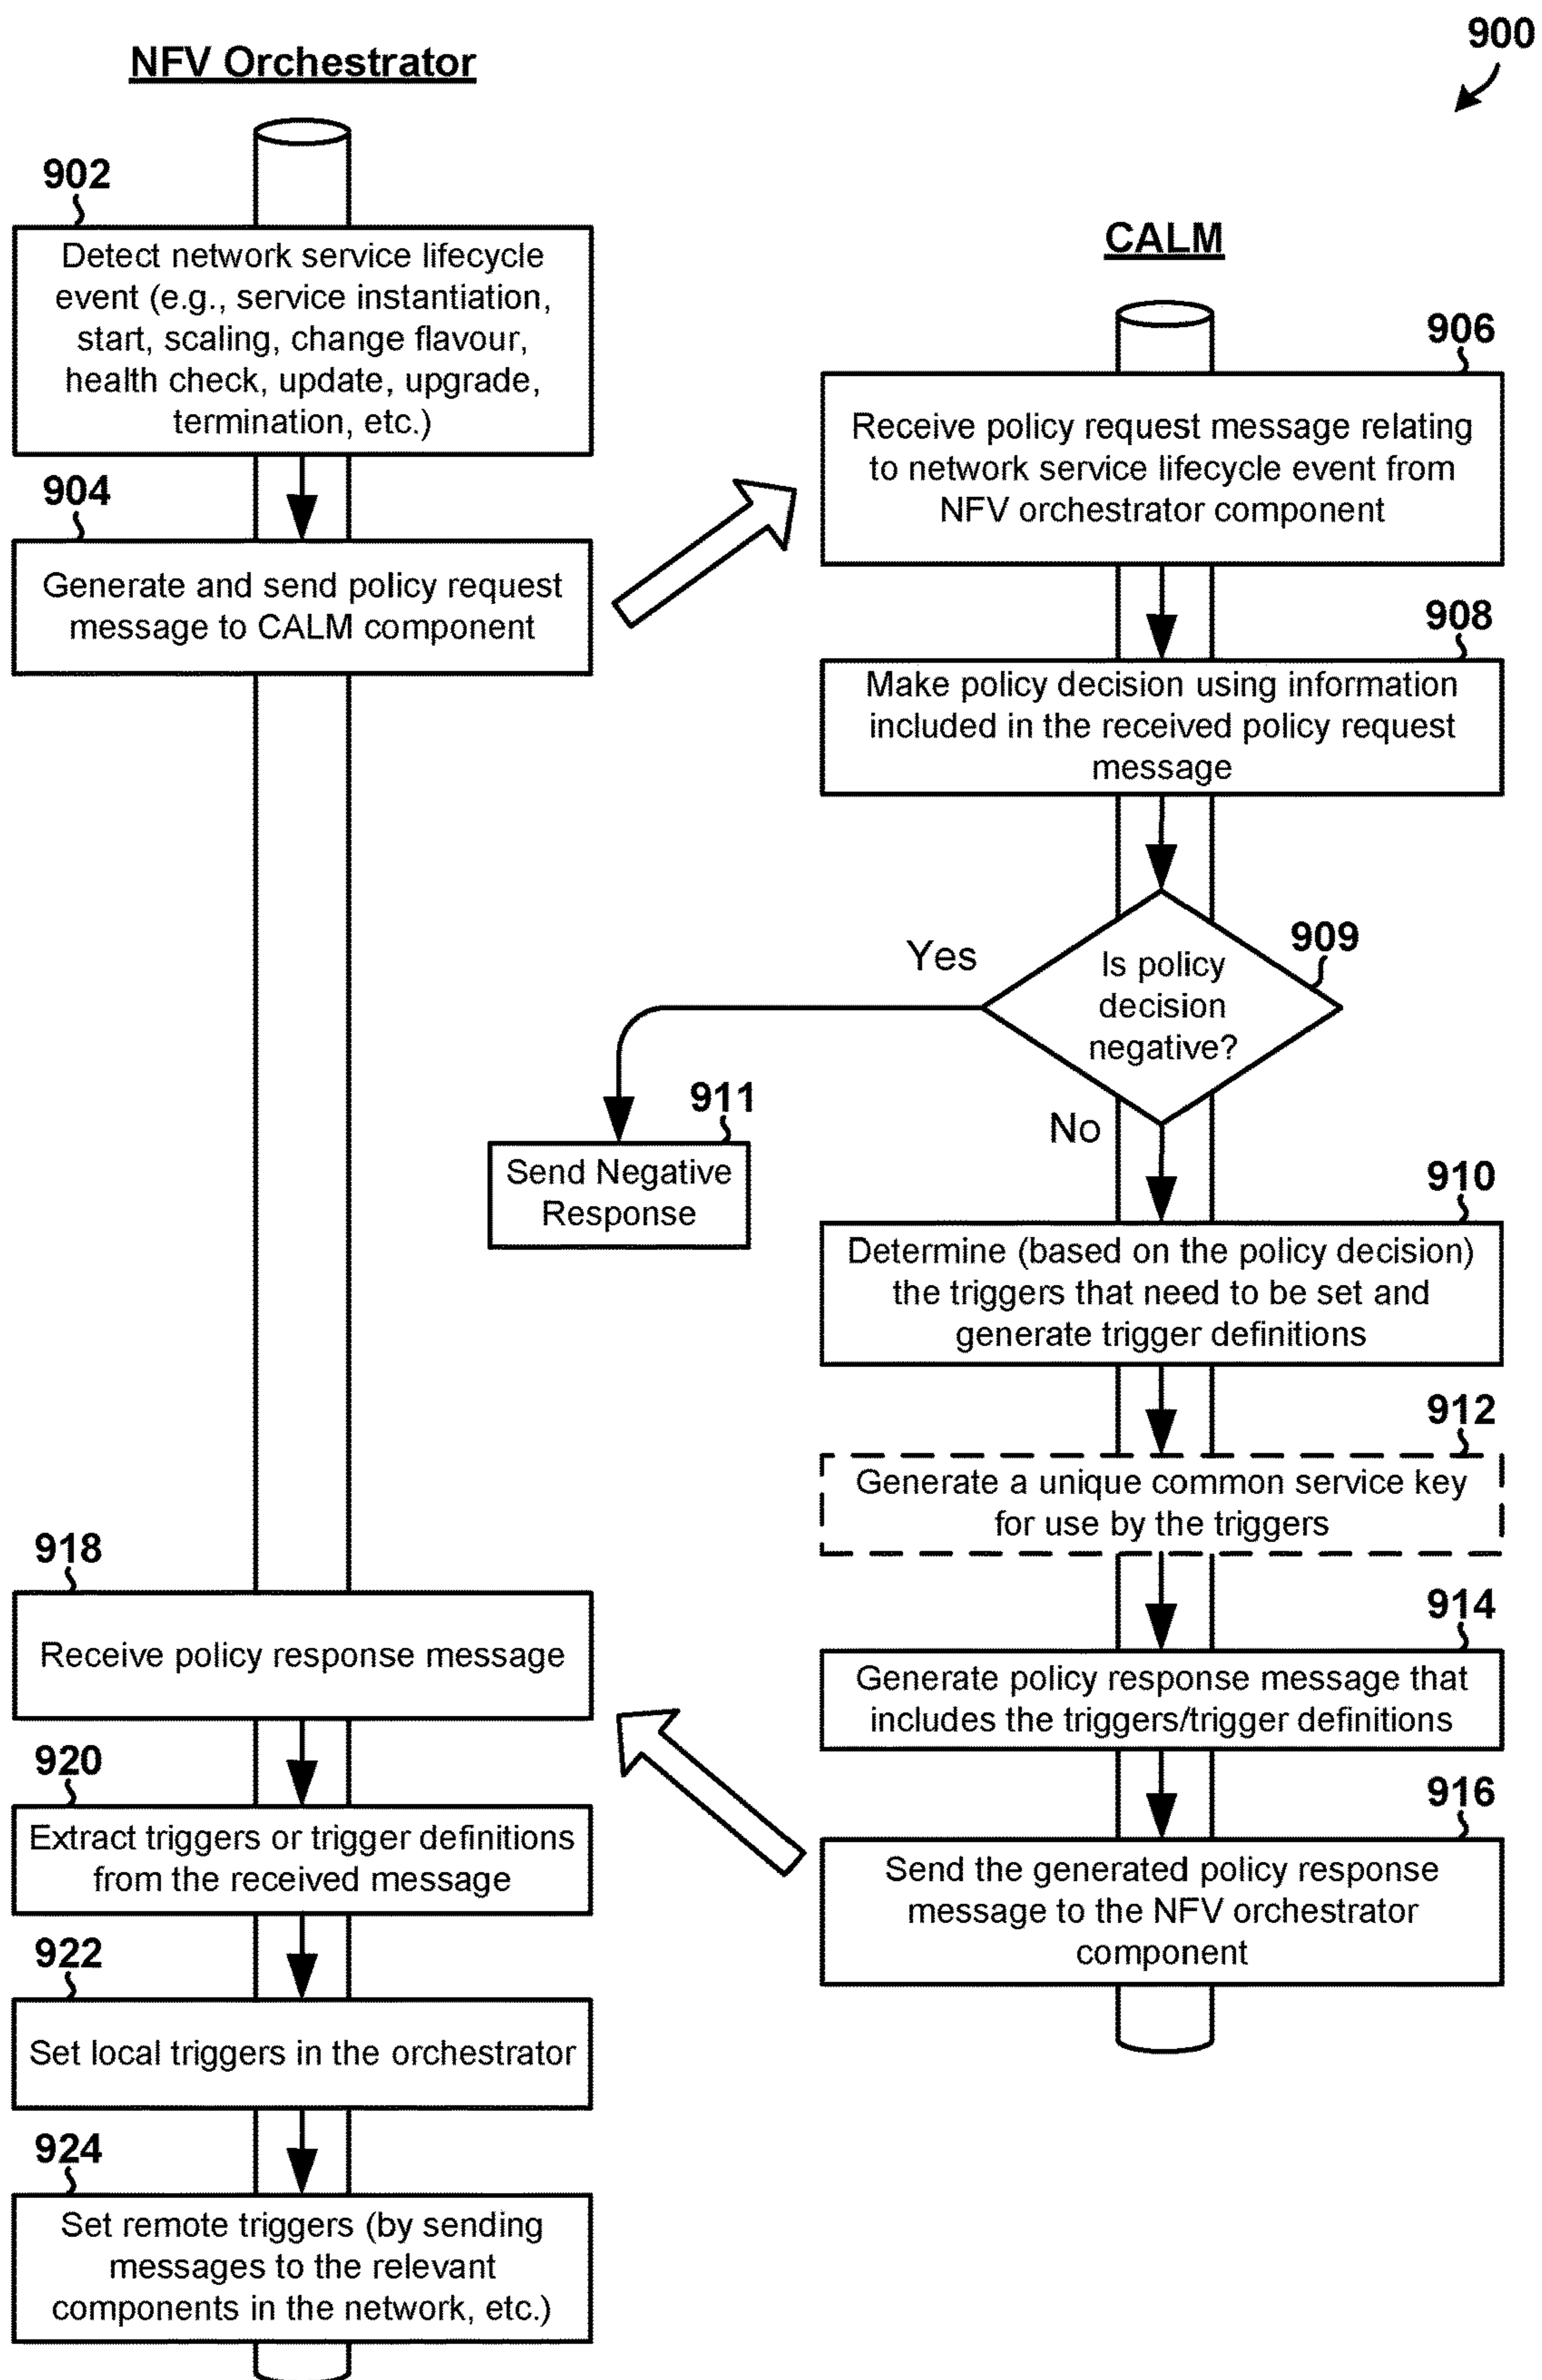 900
NFV Orchestrator
902
Detect network service lifecycle
event (e.g., service instantiation,
start, scaling, change flavour,
health check, update, upgrade,
termination, etc.)
904
Generate and send policy request
message to CALM component
CALM
906
Receive policy request message relating
to network service lifecycle event from
NFV orchestrator component
908
Make policy decision using information
included in the received policy request
message
909
Is policy
decision
negative?
Yes
911
Send Negative
Response
No
910
Determine (based on the policy decision)
the triggers that need to be set and
generate trigger definitions
912
Generate a unique common service key
for use by the triggers
914
Generate policy response message that
includes the triggers/trigger definitions
916
Send the generated policy response
message to the NFV orchestrator
component
918
Receive policy response message
920
Extract triggers or trigger definitions
from the received message
922
Set local triggers in the orchestrator
924
Set remote triggers (by sending
messages to the relevant
components in the network, etc.)